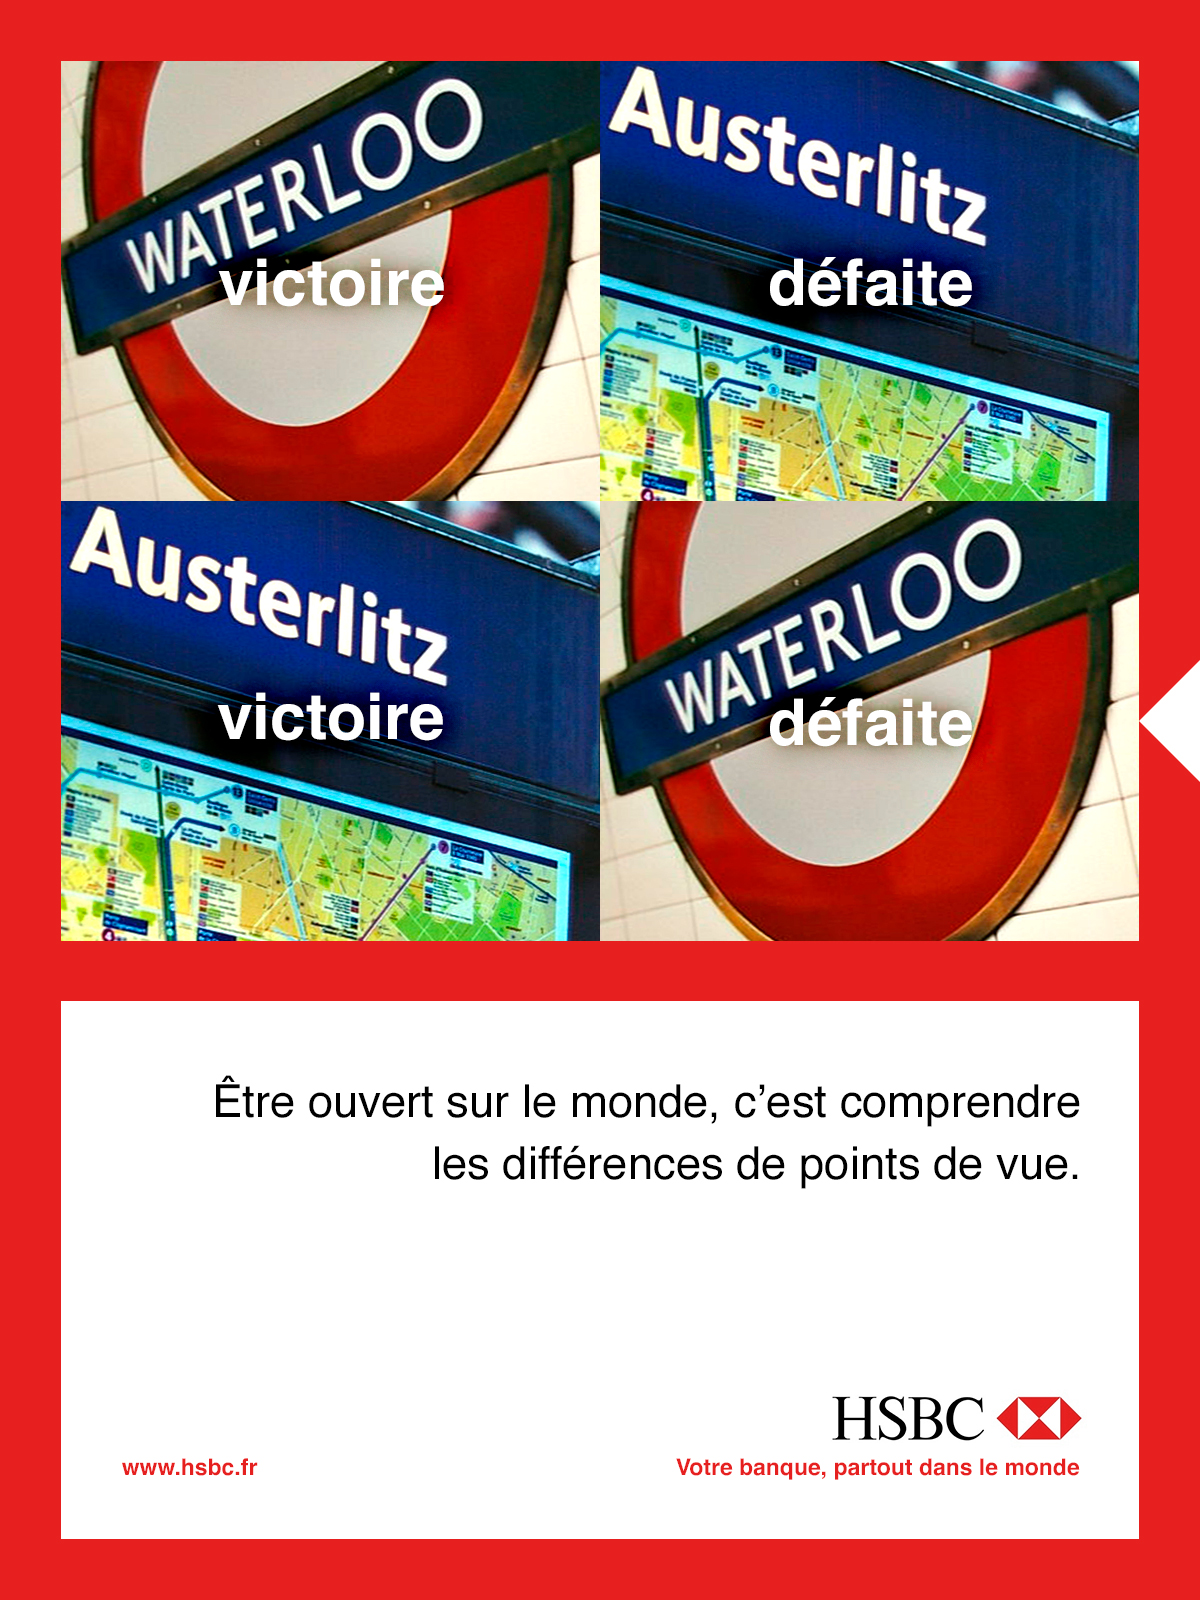 WATERLOO
victoire
Austerlitz
défaite
Austerlitz
victoire
WATERLOO
défaite
Être ouvert sur le monde, c’est comprendre
les différences de points de vue.
HSBC
www.hsbc.fr
Votre banque, partout dans le monde